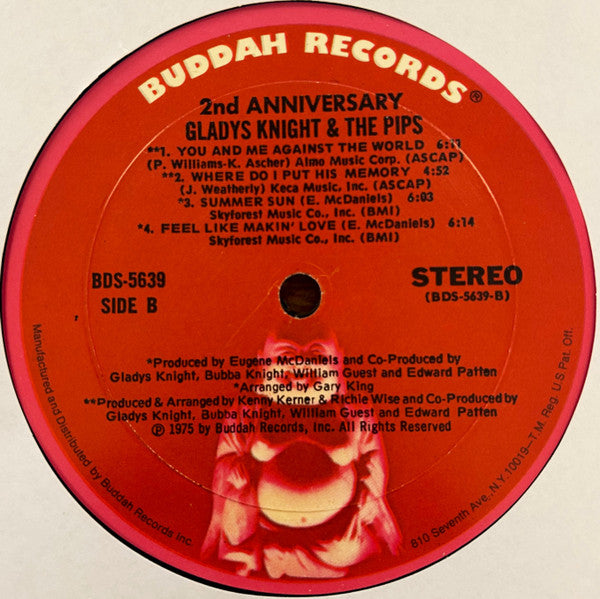 BUDDAH RECORDS®
2nd ANNIVERSARY
GLADYS KNIGHT & THE PIPS
**1. YOU AND ME AGAINST THE WORLD 6:11
(P. Williams-K. Ascher) Almo Music Corp. (ASCAP)
**2. WHERE DO I PUT HIS MEMORY 4:52
(J. Weatherly) Keca Music, Inc. (ASCAP)
*3. SUMMER SUN (E. McDaniels) 6:03
Skyforest Music Co., Inc. (BMI)
*4. FEEL LIKE MAKIN' LOVE (E. McDaniels) 6:14
Skyforest Music Co., Inc. (BMI)
BDS-5639
SIDE B
STEREO
(BDS-5639-B)
*Produced by Eugene McDaniels and Co-Produced by
Gladys Knight, Bubba Knight, William Guest and Edward Patten
*Arranged by Gary King
**Produced & Arranged by Kenny Kerner & Richie Wise and Co-Produced by
Gladys Knight, Bubba Knight, William Guest and Edward Patten
℗ 1975 by Buddah Records, Inc. All Rights Reserved
Manufactured and Distributed by Buddah Records Inc.
810 Seventh Ave., N.Y. 10019—T.M. Reg. U.S. Pat. Off.